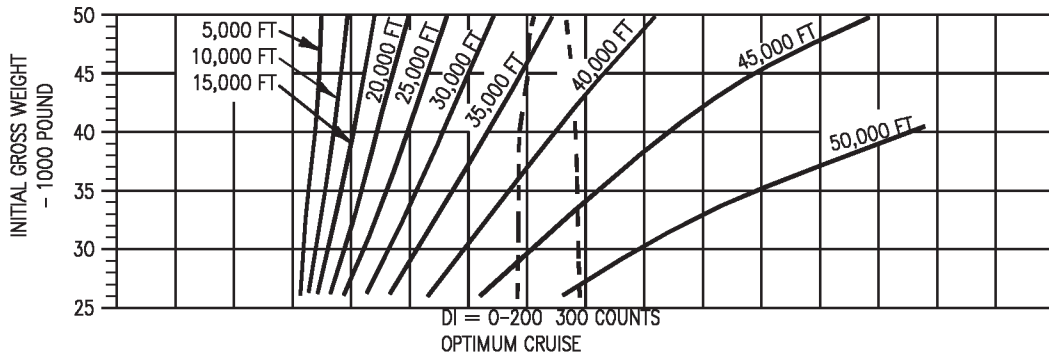 50
45
40
35
30
25
INITIAL GROSS WEIGHT
- 1000 POUND
5,000 FT
10,000 FT
15,000 FT
20,000 FT
25,000 FT
30,000 FT
35,000 FT
40,000 FT
45,000 FT
50,000 FT
DI = 0-200 300 COUNTS
OPTIMUM CRUISE